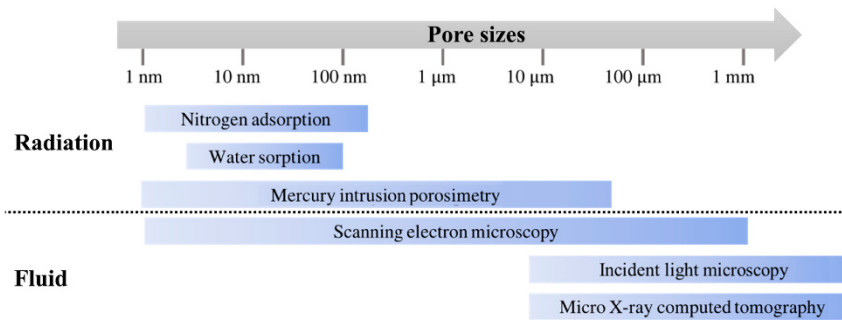 Pore sizes
1 nm 10 nm 100 nm 1 μm 10 μm 100 μm 1 mm
Nitrogen adsorption
Radiation
Water sorption
Mercury intrusion porosimetry
Scanning electron microscopy
Incident light microscopy
Fluid
Micro X-ray computed tomography